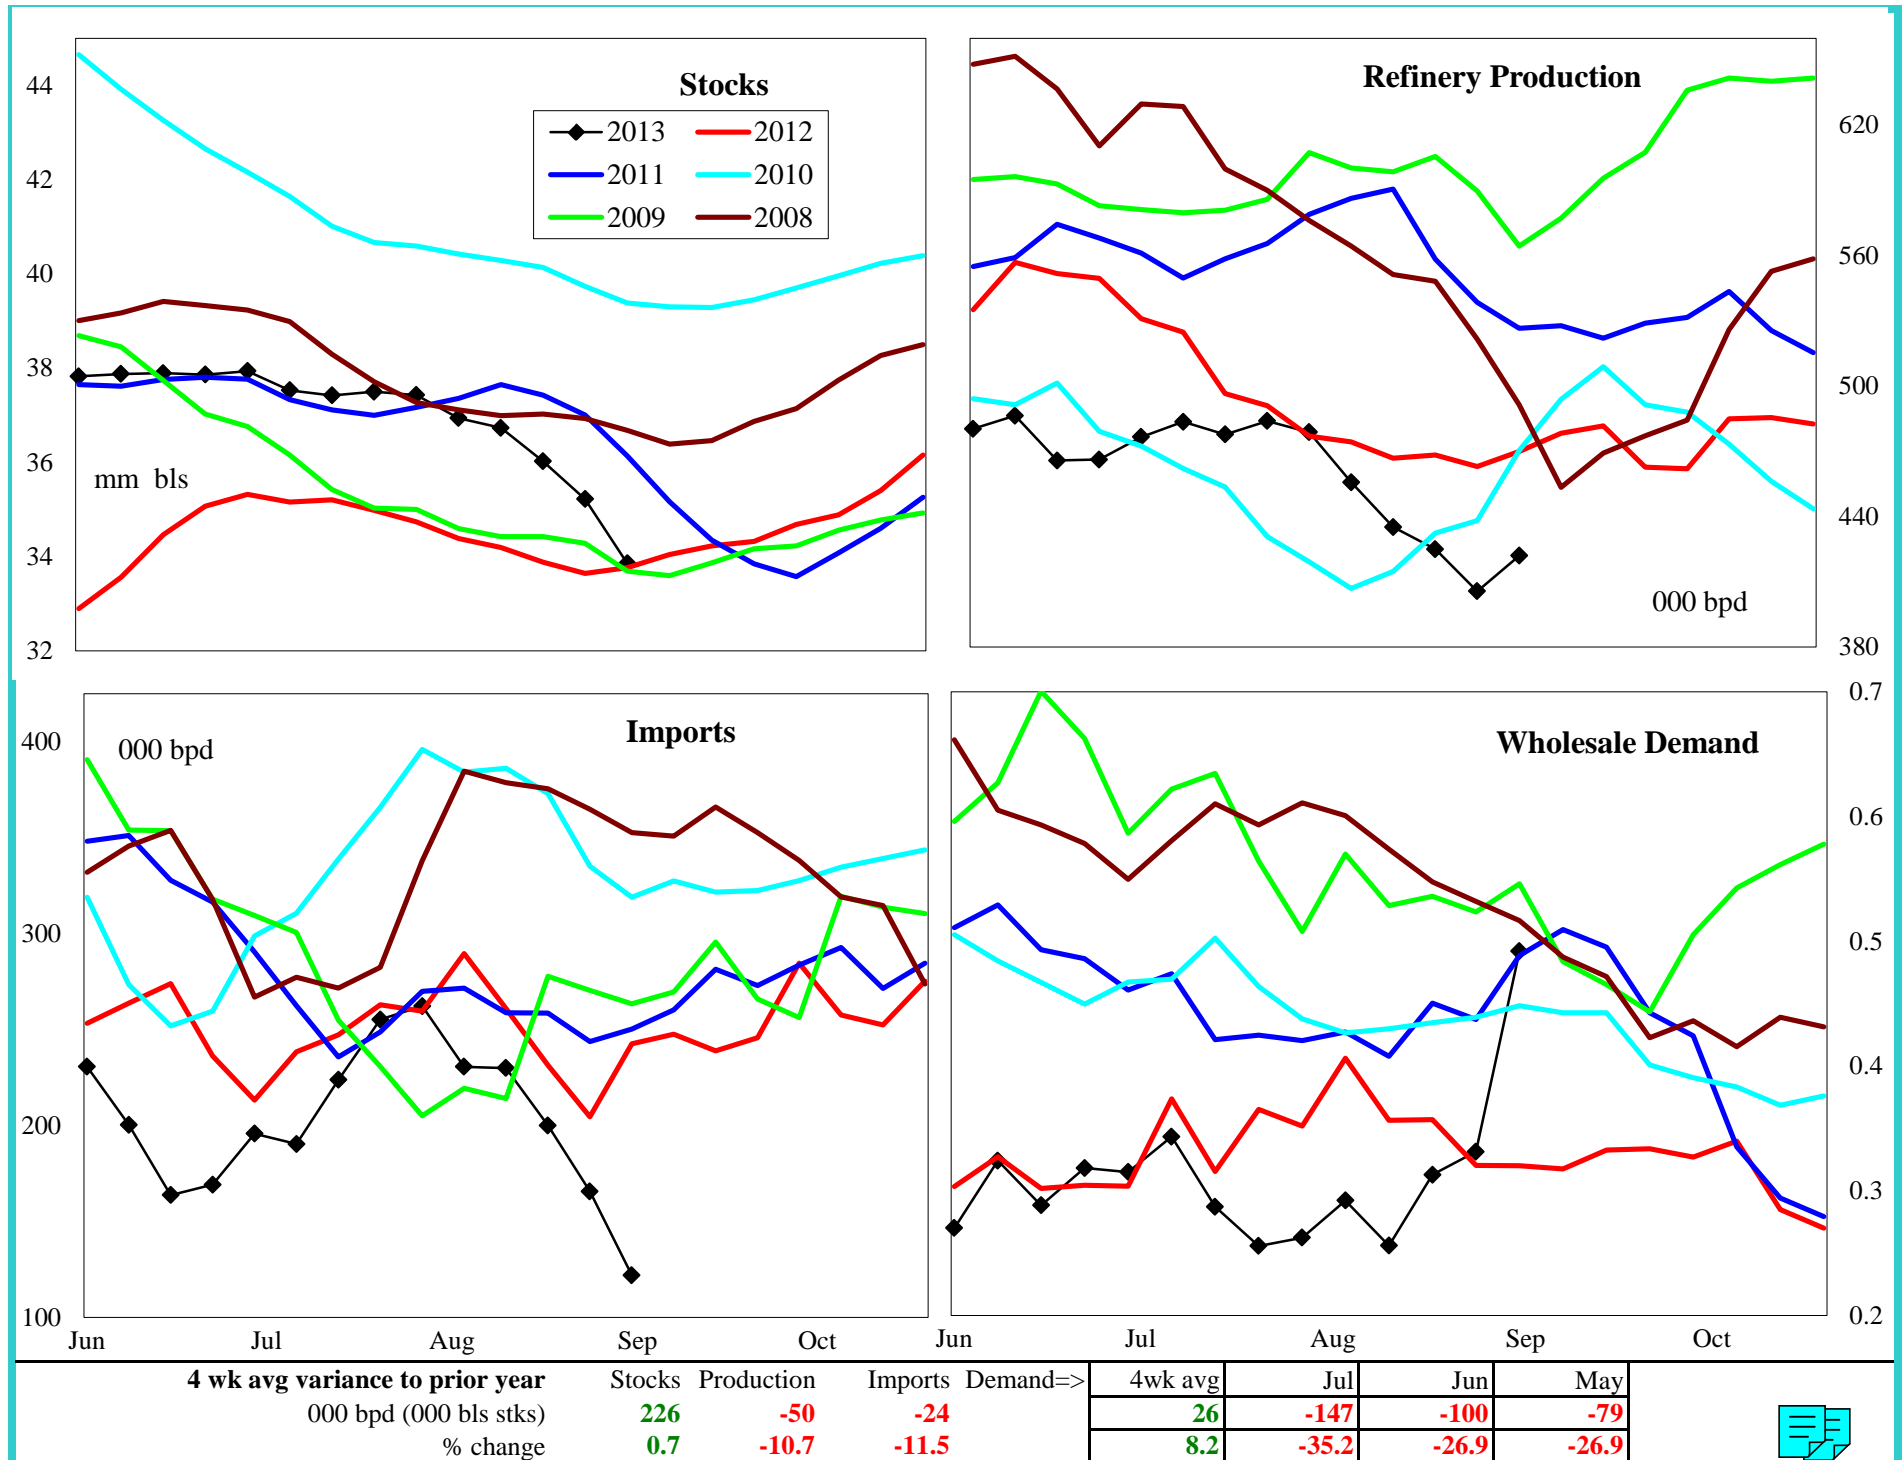 Stocks
44
42
40
38
36
34
32
mm bls
2013 2012
2011 2010
2009 2008
Refinery Production
620
560
500
440
380
000 bpd
Imports
000 bpd
400
300
200
100
Jun Jul Aug Sep Oct
Wholesale Demand
0.7
0.6
0.5
0.4
0.3
0.2
Jun Jul Aug Sep Oct
4 wk avg variance to prior year Stocks Production Imports Demand=> 4wk avg Jul Jun May
000 bpd (000 bls stks) 226 -50 -24 26 -147 -100 -79
% change 0.7 -10.7 -11.5 8.2 -35.2 -26.9 -26.9